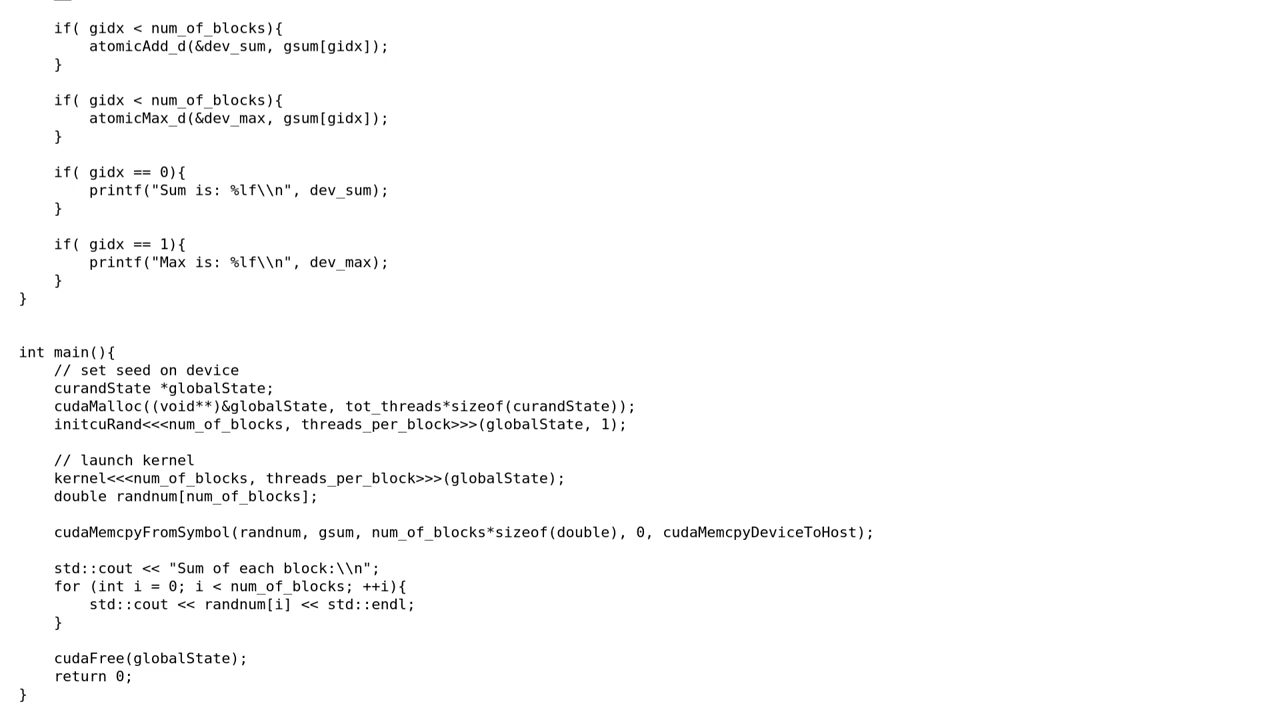 if( gidx < num_of_blocks){
        atomicAdd_d(&dev_sum, gsum[gidx]);
    }

    if( gidx < num_of_blocks){
        atomicMax_d(&dev_max, gsum[gidx]);
    }

    if( gidx == 0){
        printf("Sum is: %lf\\n", dev_sum);
    }

    if( gidx == 1){
        printf("Max is: %lf\\n", dev_max);
    }
}


int main(){
    // set seed on device
    curandState *globalState;
    cudaMalloc((void**)&globalState, tot_threads*sizeof(curandState));
    initcuRand<<<num_of_blocks, threads_per_block>>>(globalState, 1);

    // launch kernel
    kernel<<<num_of_blocks, threads_per_block>>>(globalState);
    double randnum[num_of_blocks];

    cudaMemcpyFromSymbol(randnum, gsum, num_of_blocks*sizeof(double), 0, cudaMemcpyDeviceToHost);

    std::cout << "Sum of each block:\\n";
    for (int i = 0; i < num_of_blocks; ++i){
        std::cout << randnum[i] << std::endl;
    }

    cudaFree(globalState);
    return 0;
}